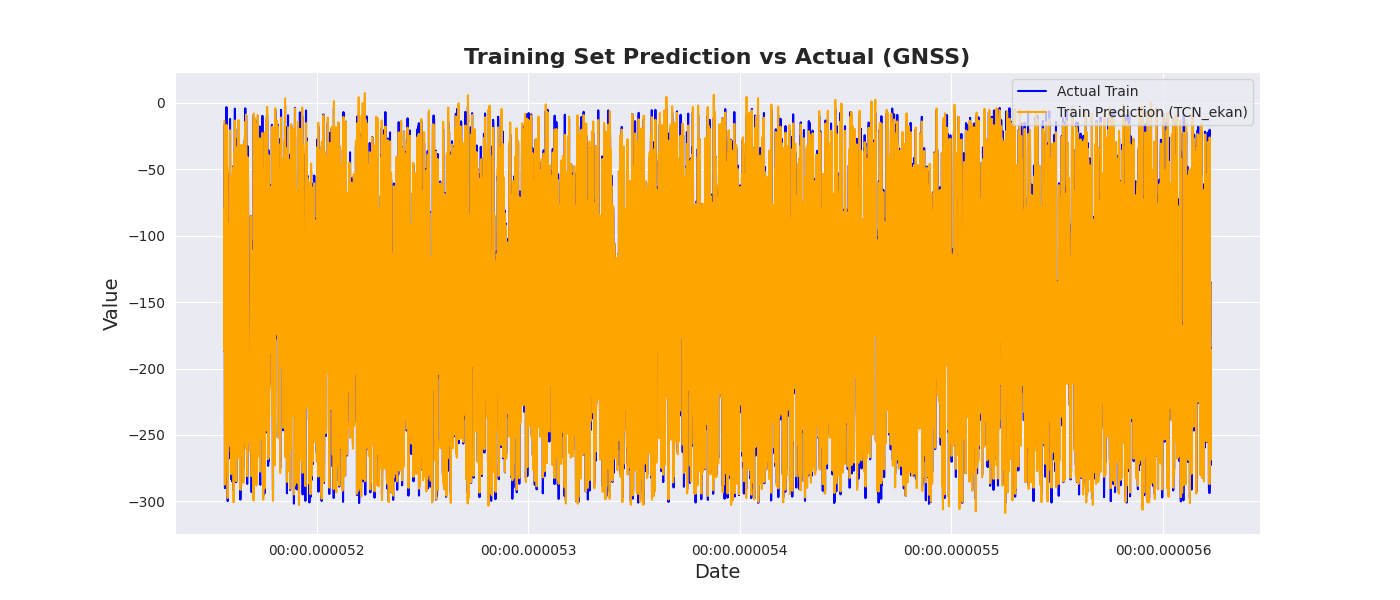 Training Set Prediction vs Actual (GNSS)
Actual Train
Train Prediction (TCN_ekan)
Value
0
−50
−100
−150
−200
−250
−300
00:00.000052
00:00.000053
00:00.000054
00:00.000055
00:00.000056
Date